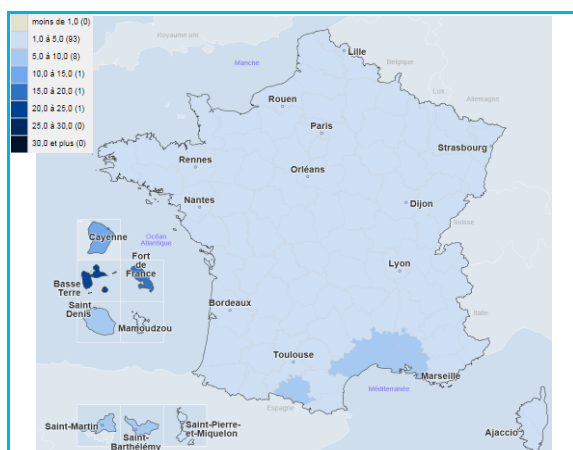 moins de 1,0 (0)
1,0 à 5,0 (93)
5,0 à 10,0 (8)
10,0 à 15,0 (1)
15,0 à 20,0 (1)
20,0 à 25,0 (1)
25,0 à 30,0 (0)
30,0 et plus (0)
Royaume uni
Lille
Manche
Belgique
Lux.
Allemagne
Rouen
Paris
Strasbourg
Rennes
Orléans
Nantes
Dijon
Suisse
Cayenne
Océan
Atlantique
Fort
de
France
Lyon
Basse
Terre
Saint
Denis
Mamoudzou
Bordeaux
Italie
Toulouse
Marseille
Méditerranée
Espagne
Saint-Martin
Saint-
Barthélémy
Saint-Pierre-
et-Miquelon
Ajaccio